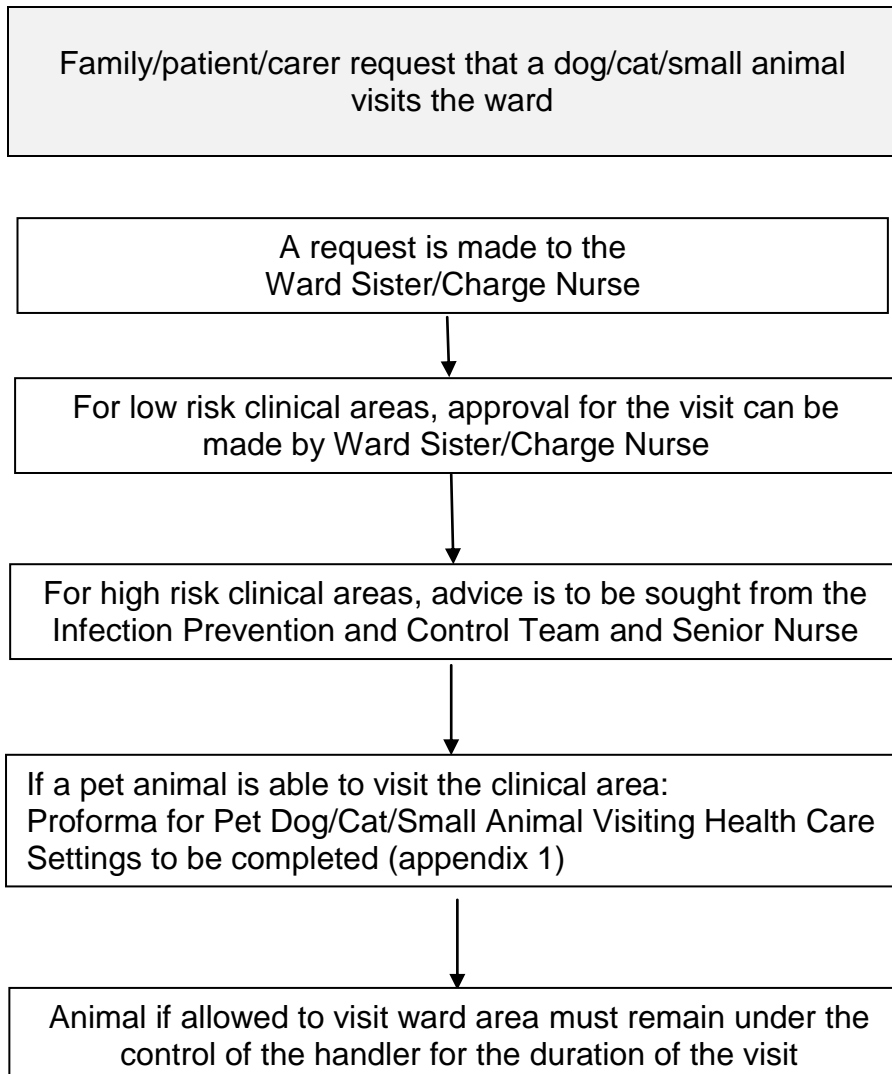 Family/patient/carer request that a dog/cat/small animal
visits the ward
A request is made to the
Ward Sister/Charge Nurse
For low risk clinical areas, approval for the visit can be
made by Ward Sister/Charge Nurse
For high risk clinical areas, advice is to be sought from the
Infection Prevention and Control Team and Senior Nurse
If a pet animal is able to visit the clinical area:
Proforma for Pet Dog/Cat/Small Animal Visiting Health Care
Settings to be completed (appendix 1)
Animal if allowed to visit ward area must remain under the
control of the handler for the duration of the visit